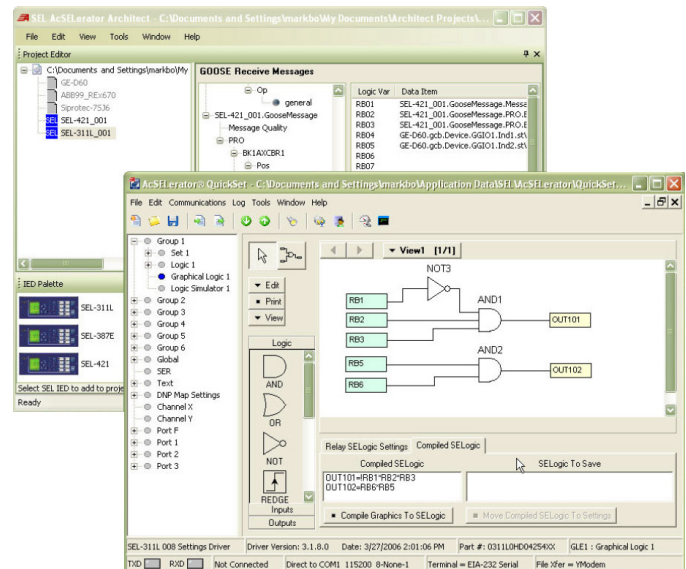 SEL AcSELerator Architect - C:\Documents and Settings\markbo\My Documents\Architect Projects\...
File Edit View Tools Window Help
Project Editor
C:\Documents and Settings\markbo\My
GE-D60
ABB99_REx670
Siprotec-7SJ6
SEL SEL-421_001
SEL SEL-311L_001
GOOSE Receive Messages
Op
general
SEL-421_001.GooseMessage
Message Quality
PRO
BK1AXCBR1
Pos
Logic Var Data Item
RB01 SEL-421_001.GooseMessage.Messa
RB02 SEL-421_001.GooseMessage.PRO.E
RB03 SEL-421_001.GooseMessage.PRO.E
RB04 GE-D60.gcb.Device.GGIO1.Ind1.st\
RB05 GE-D60.gcb.Device.GGIO1.Ind2.st\
RB06
RB07
IED Palette
SEL-311L
SEL-387E
SEL-421
Select SEL IED to add to proje
Ready
AcSELerator® QuickSet - C:\Documents and Settings\markbo\Application Data\SEL\AcSELerator\QuickSet...
File Edit Communications Log Tools Window Help
Group 1
Set 1
Logic 1
Graphical Logic 1
Logic Simulator 1
Group 2
Group 3
Group 4
Group 5
Group 6
Global
SER
Text
DNP Map Settings
Channel X
Channel Y
Port F
Port 1
Port 2
Port 3
Edit
Print
View
Logic
AND
OR
NOT
REDGE
Inputs
Outputs
View1 [1/1]
NOT3
RB1
AND1
RB2
OUT101
RB3
AND2
RB5
OUT102
RB6
Relay SELogic Settings Compiled SELogic
Compiled SELogic SELogic To Save
OUT101=!RB1*RB2*RB3
OUT102=RB6*RB5
Compile Graphics To SELogic Move Compiled SELogic To Settings
SEL-311L 008 Settings Driver Driver Version: 3.1.8.0 Date: 3/27/2006 2:01:06 PM Part #: 0311L0HD04254XX GLE1 : Graphical Logic 1
TXD RXD Not Connected Direct to COM1 115200 8-None-1 Terminal = EIA-232 Serial File Xfer = YModem